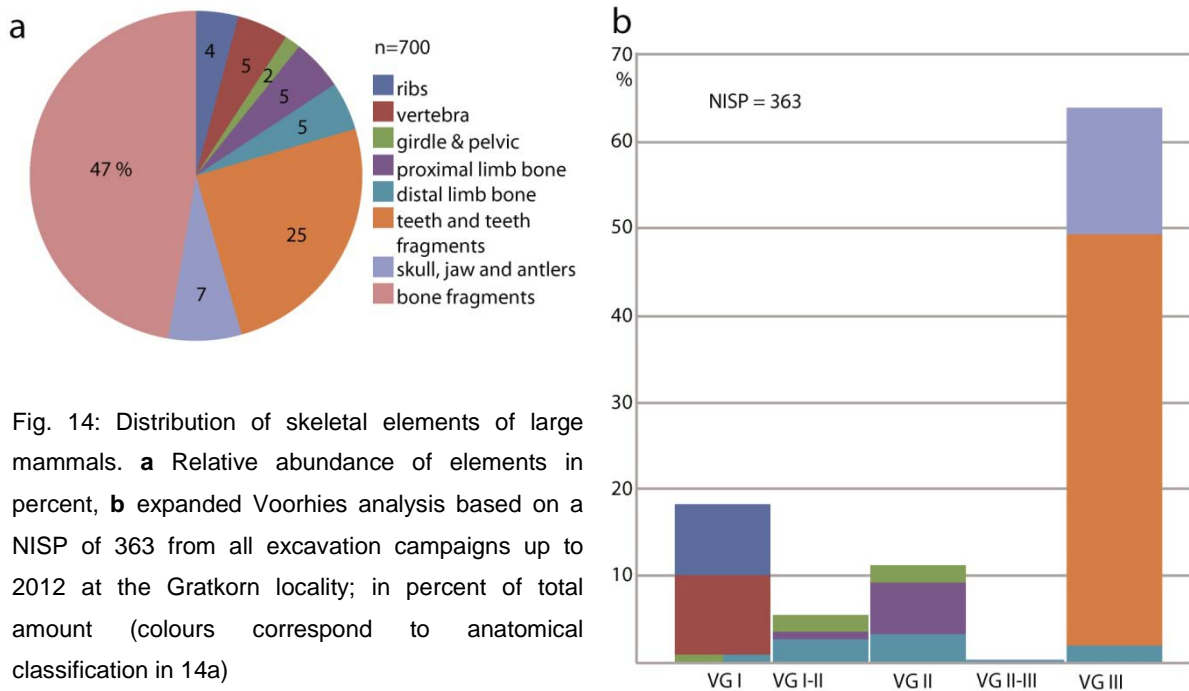 a
4
5
2
5
5
25
7
47 %
n=700
ribs
vertebra
girdle & pelvic
proximal limb bone
distal limb bone
teeth and teeth
fragments
skull, jaw and antlers
bone fragments
Fig. 14: Distribution of skeletal elements of large
mammals. a Relative abundance of elements in
percent, b expanded Voorhies analysis based on a
NISP of 363 from all excavation campaigns up to
2012 at the Gratkorn locality; in percent of total
amount (colours correspond to anatomical
classification in 14a)
b
70
%
NISP = 363
60
50
40
30
20
10
VG I VG I-II VG II VG II-III VG III